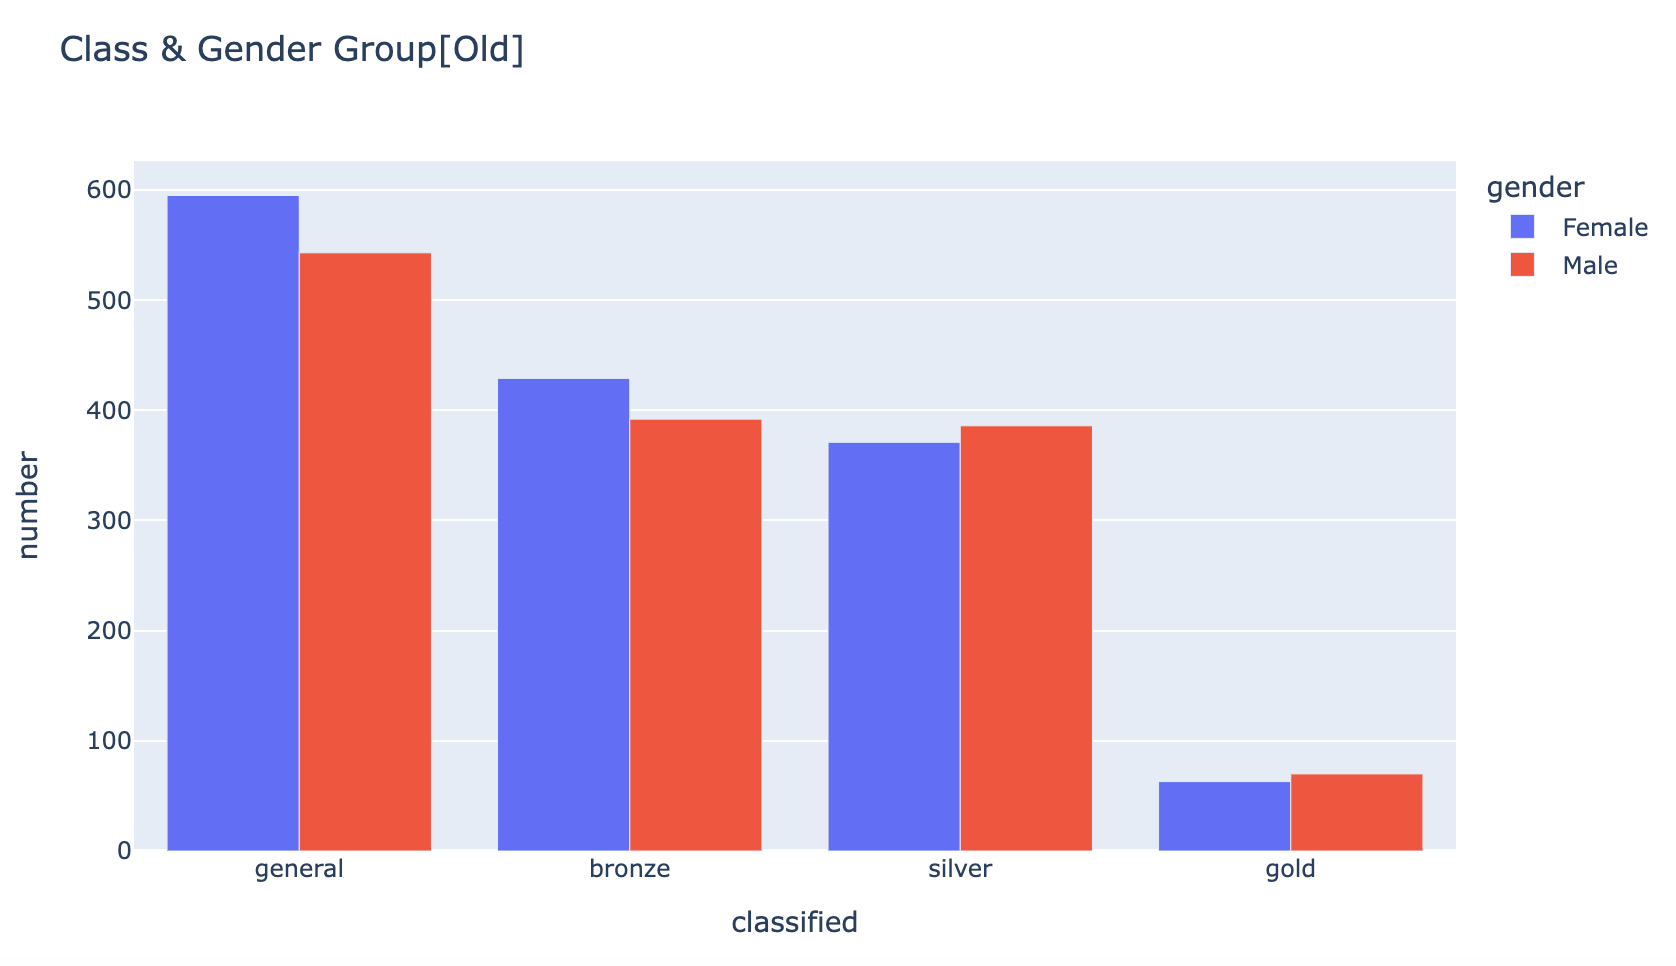 Class & Gender Group[Old]
600
500
400
300
200
100
0
number
general
bronze
silver
gold
classified
gender
Female
Male